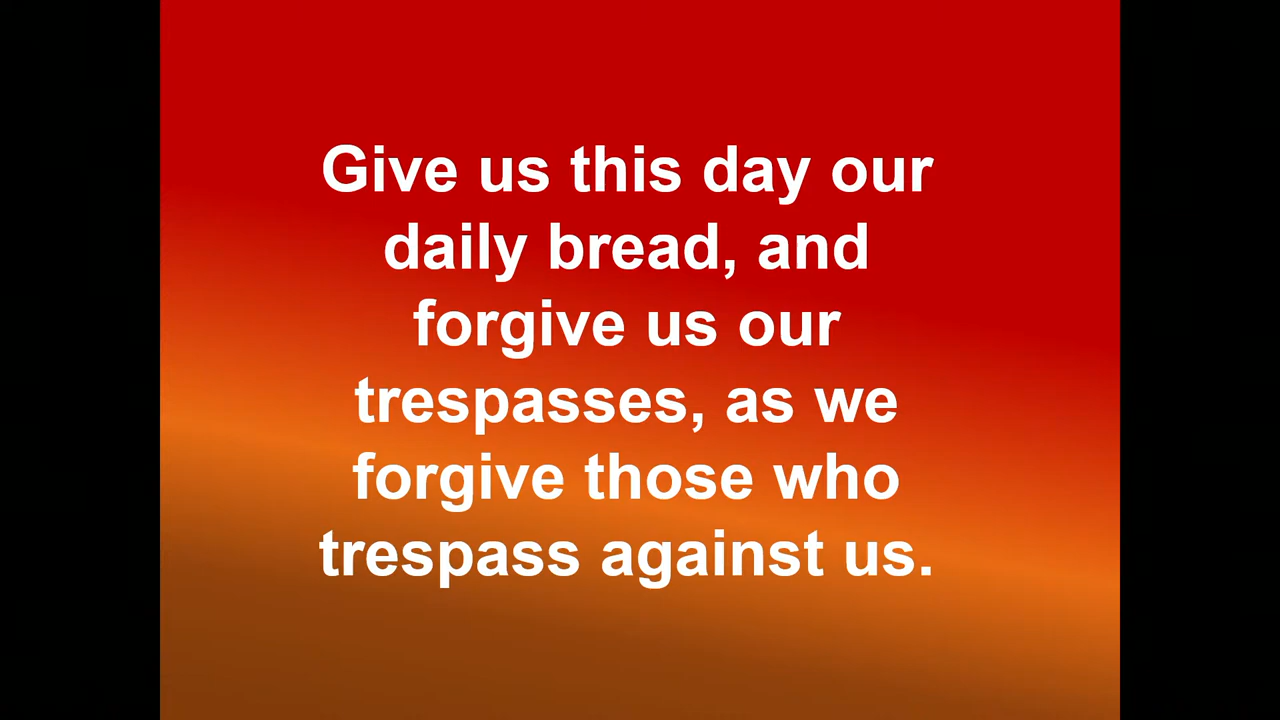 Give us this day our
daily bread, and
forgive us our
trespasses, as we
forgive those who
trespass against us.